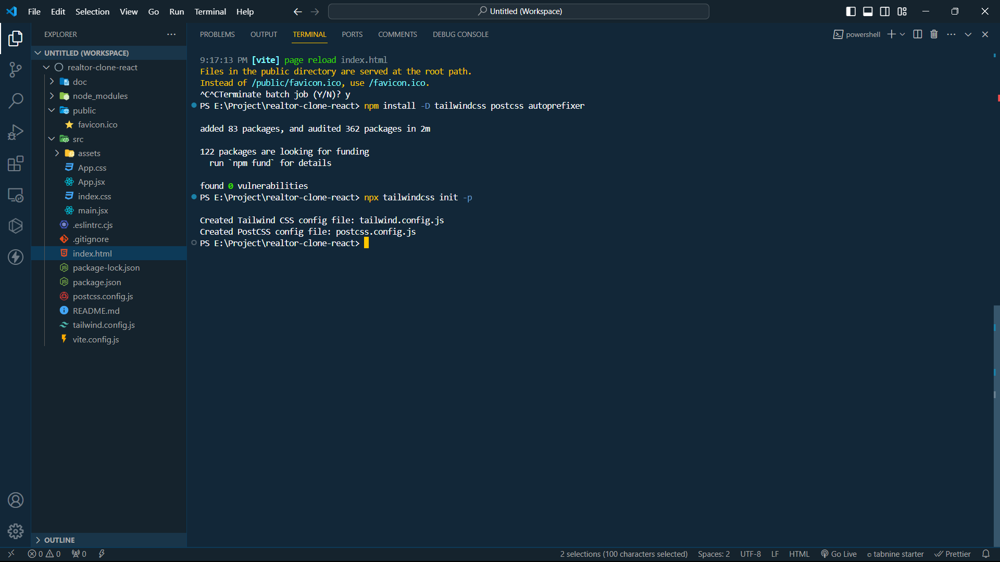 File Edit Selection View Go Run Terminal Help
Untitled (Workspace)
EXPLORER
UNTITLED (WORKSPACE)
realtor-clone-react
doc
node_modules
public
favicon.ico
src
assets
App.css
App.jsx
index.css
main.jsx
.eslintrc.cjs
.gitignore
index.html
package-lock.json
package.json
postcss.config.js
README.md
tailwind.config.js
vite.config.js
OUTLINE
PROBLEMS OUTPUT TERMINAL PORTS COMMENTS DEBUG CONSOLE
powershell
9:17:13 PM [vite] page reload index.html
Files in the public directory are served at the root path.
Instead of /public/favicon.ico, use /favicon.ico.
^C^CTerminate batch job (Y/N)? y
PS E:\Project\realtor-clone-react> npm install -D tailwindcss postcss autoprefixer
added 83 packages, and audited 362 packages in 2m
122 packages are looking for funding
run `npm fund` for details
found 0 vulnerabilities
PS E:\Project\realtor-clone-react> npx tailwindcss init -p
Created Tailwind CSS config file: tailwind.config.js
Created PostCSS config file: postcss.config.js
PS E:\Project\realtor-clone-react>
0 0 0
2 selections (100 characters selected) Spaces: 2 UTF-8 LF HTML Go Live tabnine starter Prettier